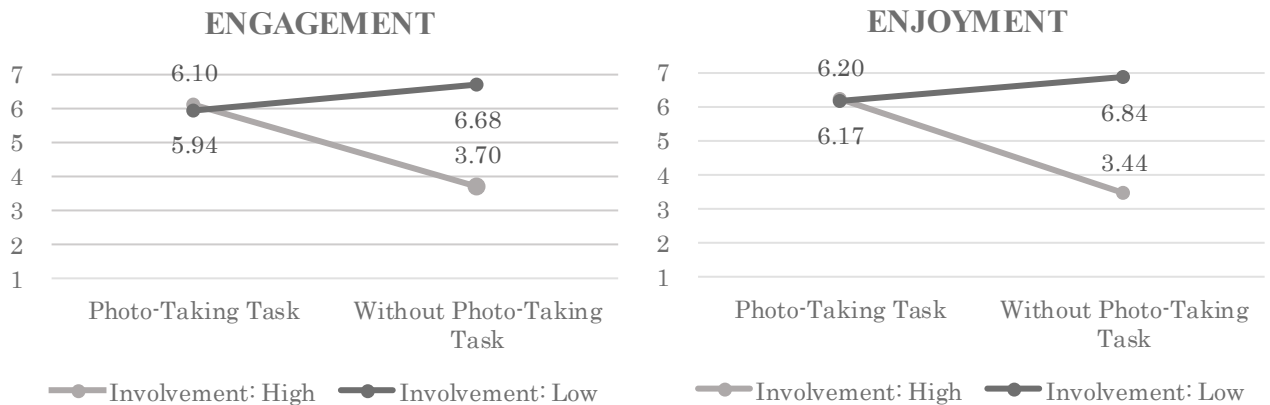 ENGAGEMENT
7
6
5
4
3
2
1
6.10
5.94
6.68
3.70
Photo-Taking Task
Without Photo-Taking
Task
Involvement: High
Involvement: Low
ENJOYMENT
7
6
5
4
3
2
1
6.20
6.17
6.84
3.44
Photo-Taking Task
Without Photo-Taking
Task
Involvement: High
Involvement: Low